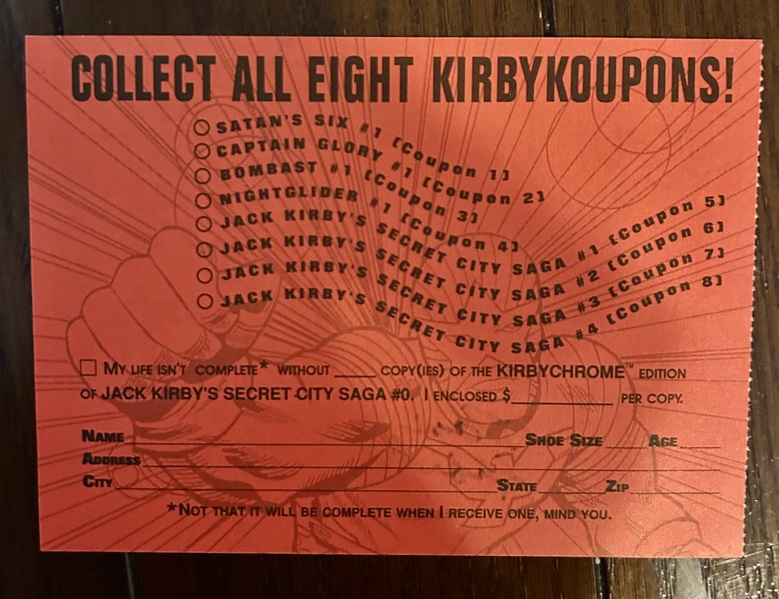 COLLECT ALL EIGHT KIRBYKOUPONS!
SATAN'S SIX #1 [Coupon 1]
CAPTAIN GLORY #1 [Coupon 2]
BOMBAST #1 [Coupon 3]
NIGHTGLIDER #1 [Coupon 4]
JACK KIRBY'S SECRET CITY SAGA #1 [Coupon 5]
JACK KIRBY'S SECRET CITY SAGA #2 [Coupon 6]
JACK KIRBY'S SECRET CITY SAGA #3 [Coupon 7]
JACK KIRBY'S SECRET CITY SAGA #4 [Coupon 8]
MY LIFE ISN'T COMPLETE* WITHOUT _____ COPY(IES) OF THE KIRBYCHROME™ EDITION
OF JACK KIRBY'S SECRET CITY SAGA #0. I ENCLOSED $__________ PER COPY.
NAME SHOE SIZE AGE
ADDRESS
CITY STATE ZIP
*NOT THAT IT WILL BE COMPLETE WHEN I RECEIVE ONE, MIND YOU.